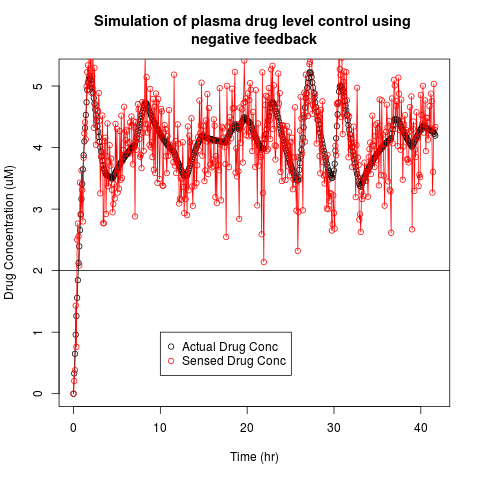 Simulation of plasma drug level control using
negative feedback
Drug Concentration (uM)
5
4
3
2
1
0
Actual Drug Conc
Sensed Drug Conc
0 10 20 30 40
Time (hr)